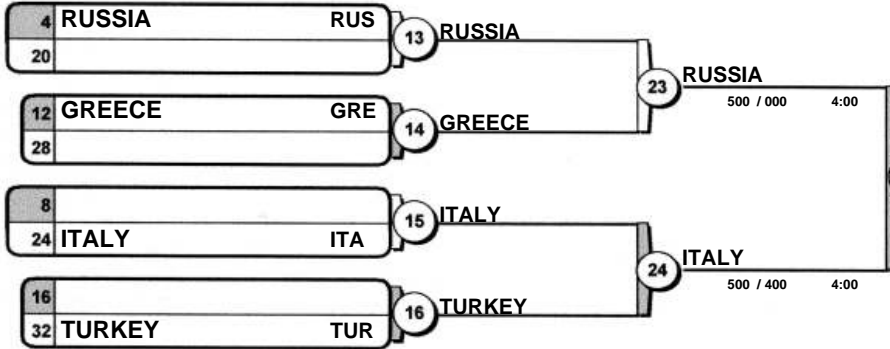 4 RUSSIA RUS
20
13 RUSSIA
23 RUSSIA
500 / 000 4:00
12 GREECE GRE
28
14 GREECE
8
24 ITALY ITA
15 ITALY
24 ITALY
500 / 400 4:00
16
32 TURKEY TUR
16 TURKEY